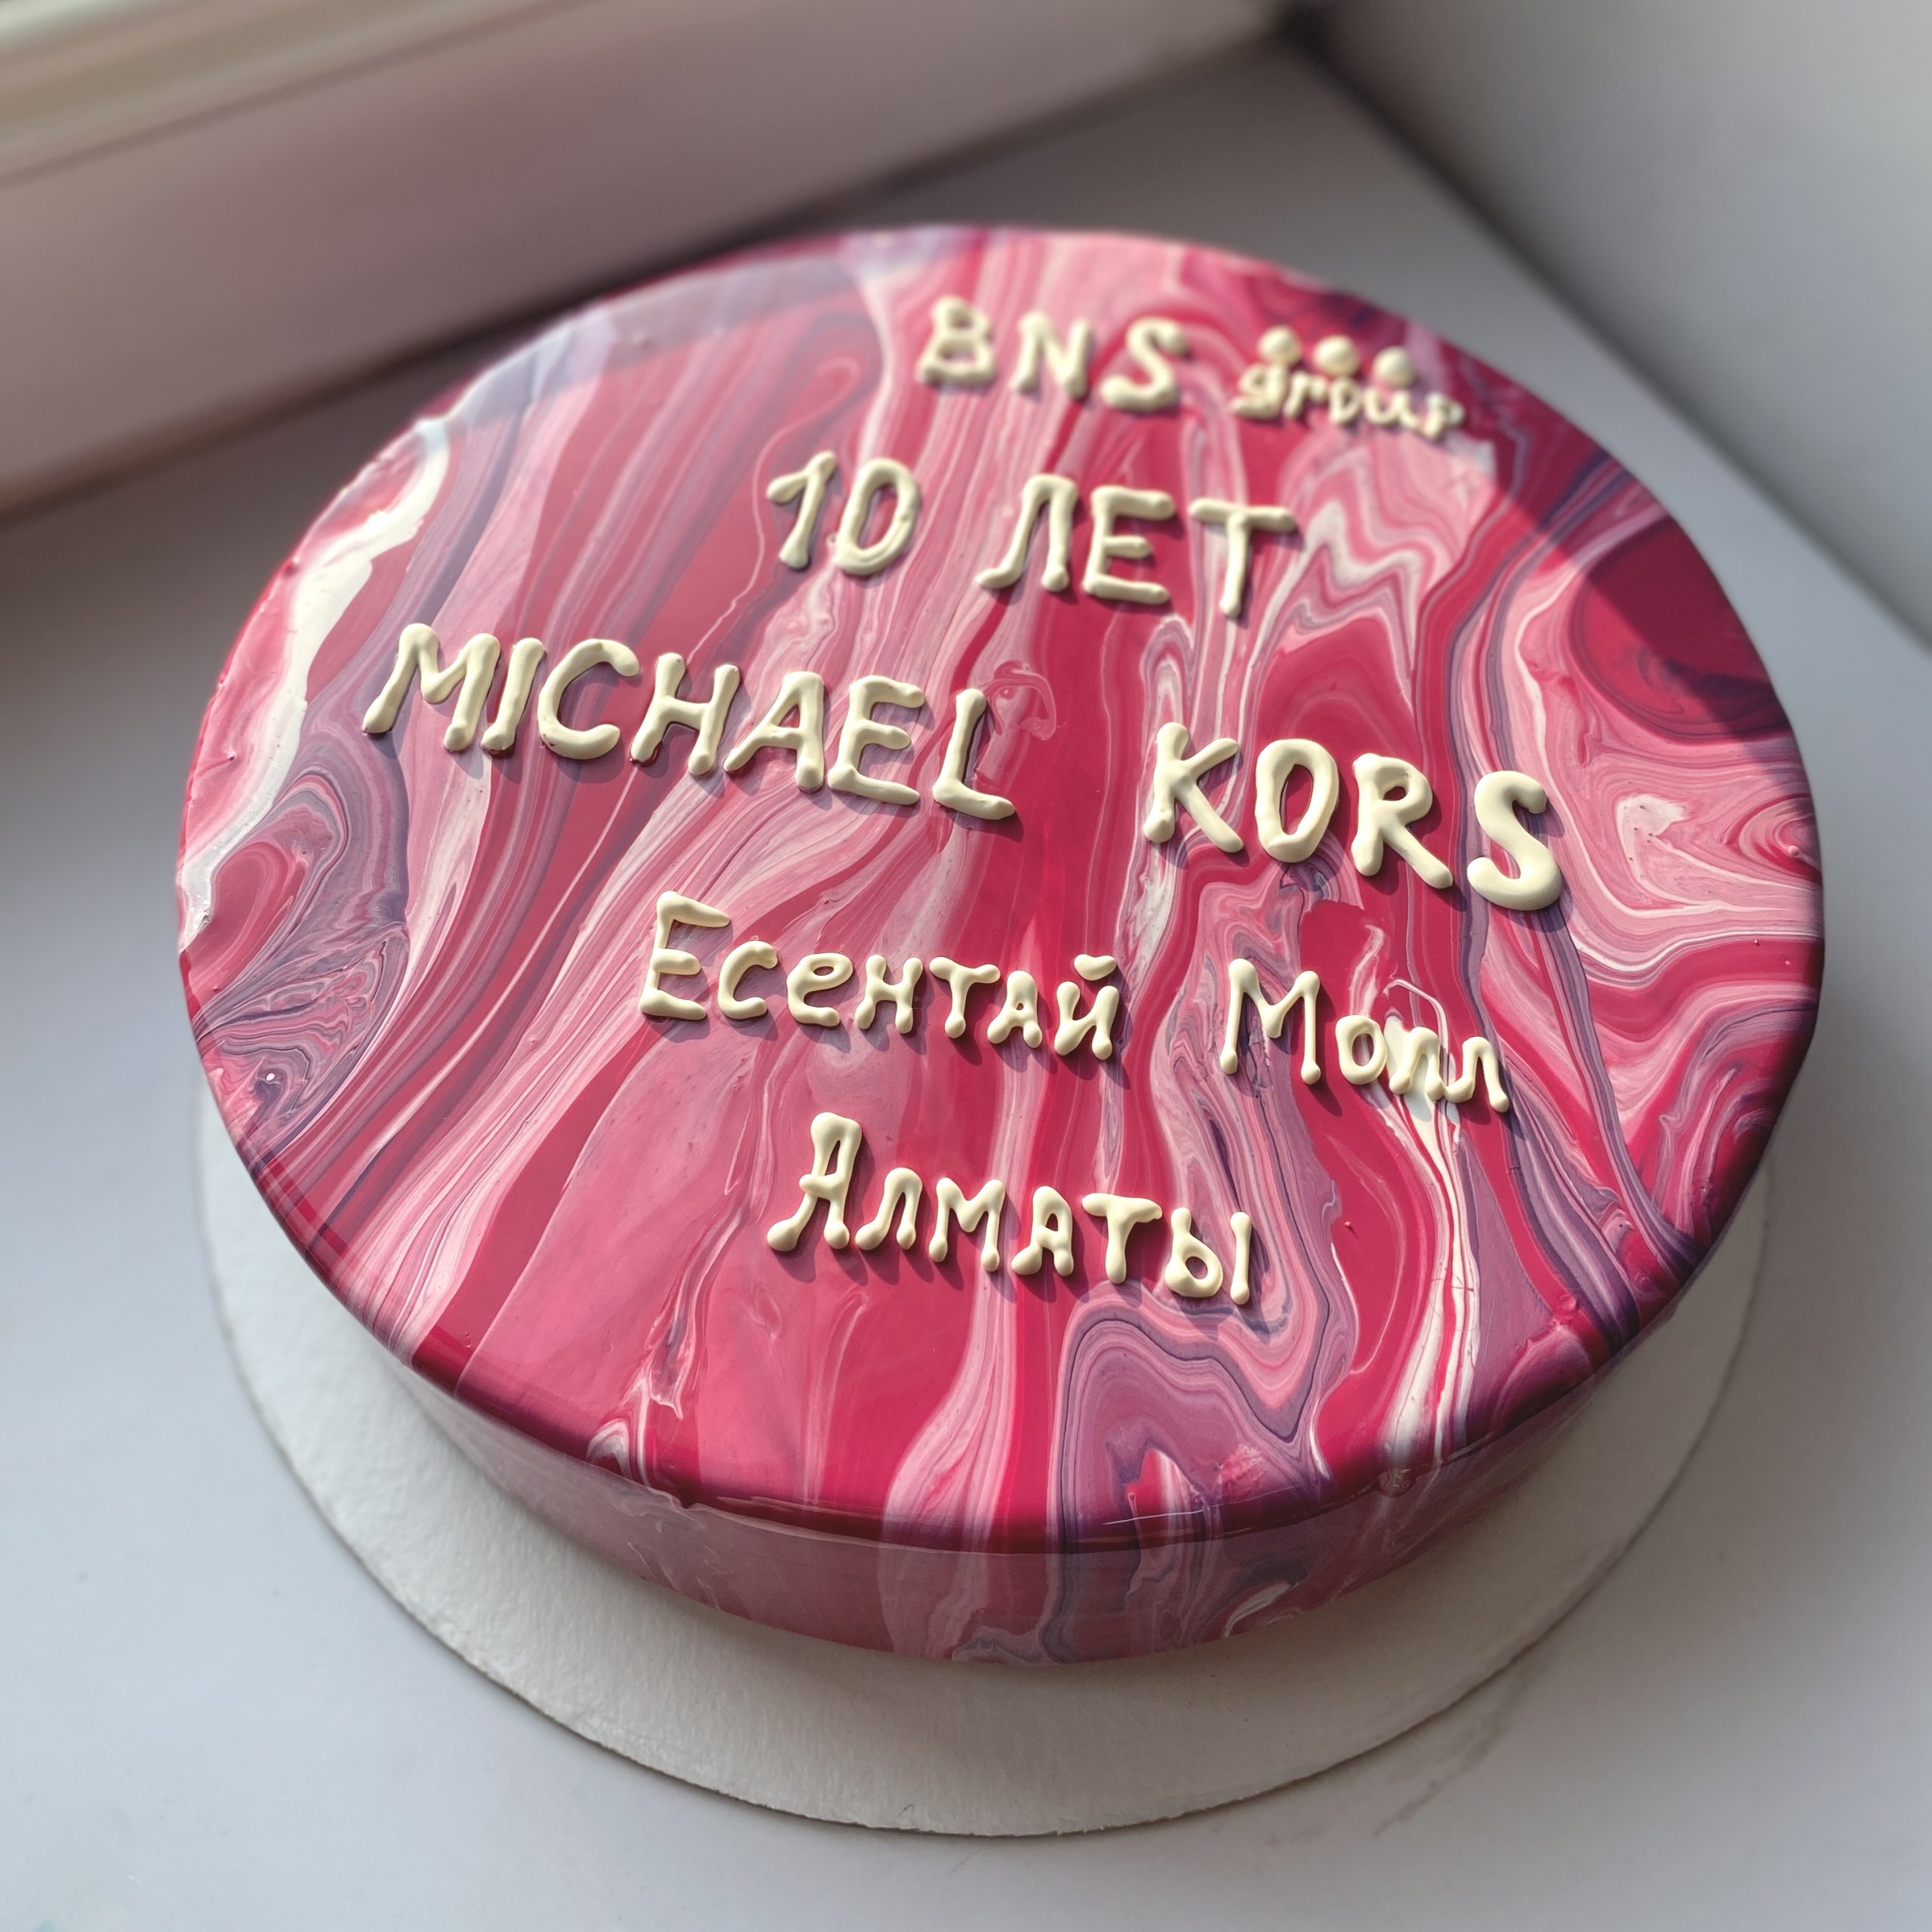 BNS group
10 ЛЕТ
MICHAEL KORS
Есентай Молл
Алматы